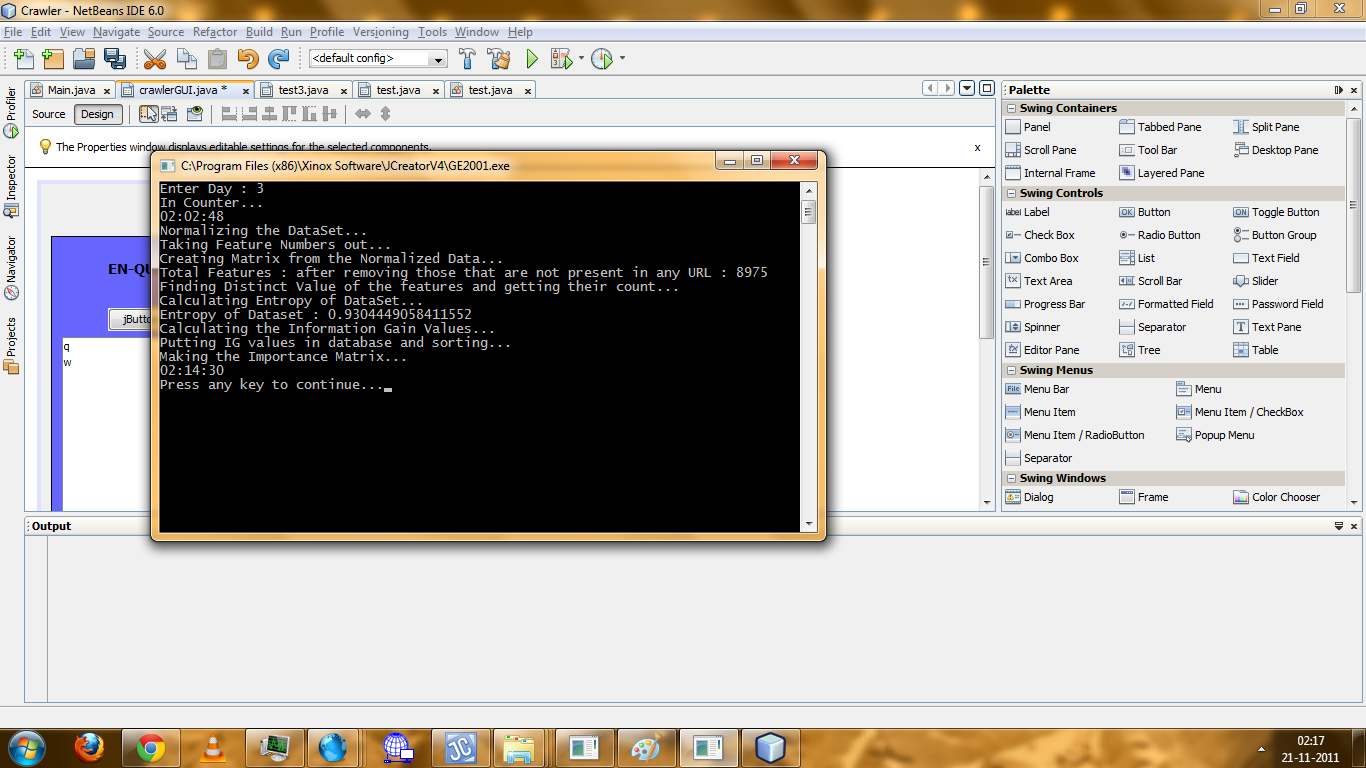 Crawler - NetBeans IDE 6.0
File Edit View Navigate Source Refactor Build Run Profile Versioning Tools Window Help
<default config>
Main.java x crawlerGUI.java * x test3.java x test.java x test.java x
Source Design
The Properties window displays editable settings for the selected components.
x
Profiler
Inspector
Navigator
Projects
EN-QU
jButto
q
w
C:\Program Files (x86)\Xinox Software\JCreatorV4\GE2001.exe
Enter Day : 3
In Counter...
02:02:48
Normalizing the DataSet...
Taking Feature Numbers out...
Creating Matrix from the Normalized Data...
Total Features : after removing those that are not present in any URL : 8975
Finding Distinct Value of the features and getting their count...
Calculating Entropy of DataSet...
Entropy of Dataset : 0.9304449058411552
Calculating the Information Gain Values...
Putting IG values in database and sorting...
Making the Importance Matrix...
02:14:30
Press any key to continue...
Palette
Swing Containers
Panel Tabbed Pane Split Pane
Scroll Pane Tool Bar Desktop Pane
Internal Frame Layered Pane
Swing Controls
label Label OK Button ON Toggle Button
Check Box Radio Button Button Group
Combo Box List Text Field
Text Area Scroll Bar Slider
Progress Bar Formatted Field Password Field
Spinner Separator T Text Pane
Editor Pane Tree Table
Swing Menus
File Menu Bar Menu
Menu Item Menu Item / CheckBox
Menu Item / RadioButton Popup Menu
Separator
Swing Windows
Dialog Frame Color Chooser
Output
JC
02:17
21-11-2011